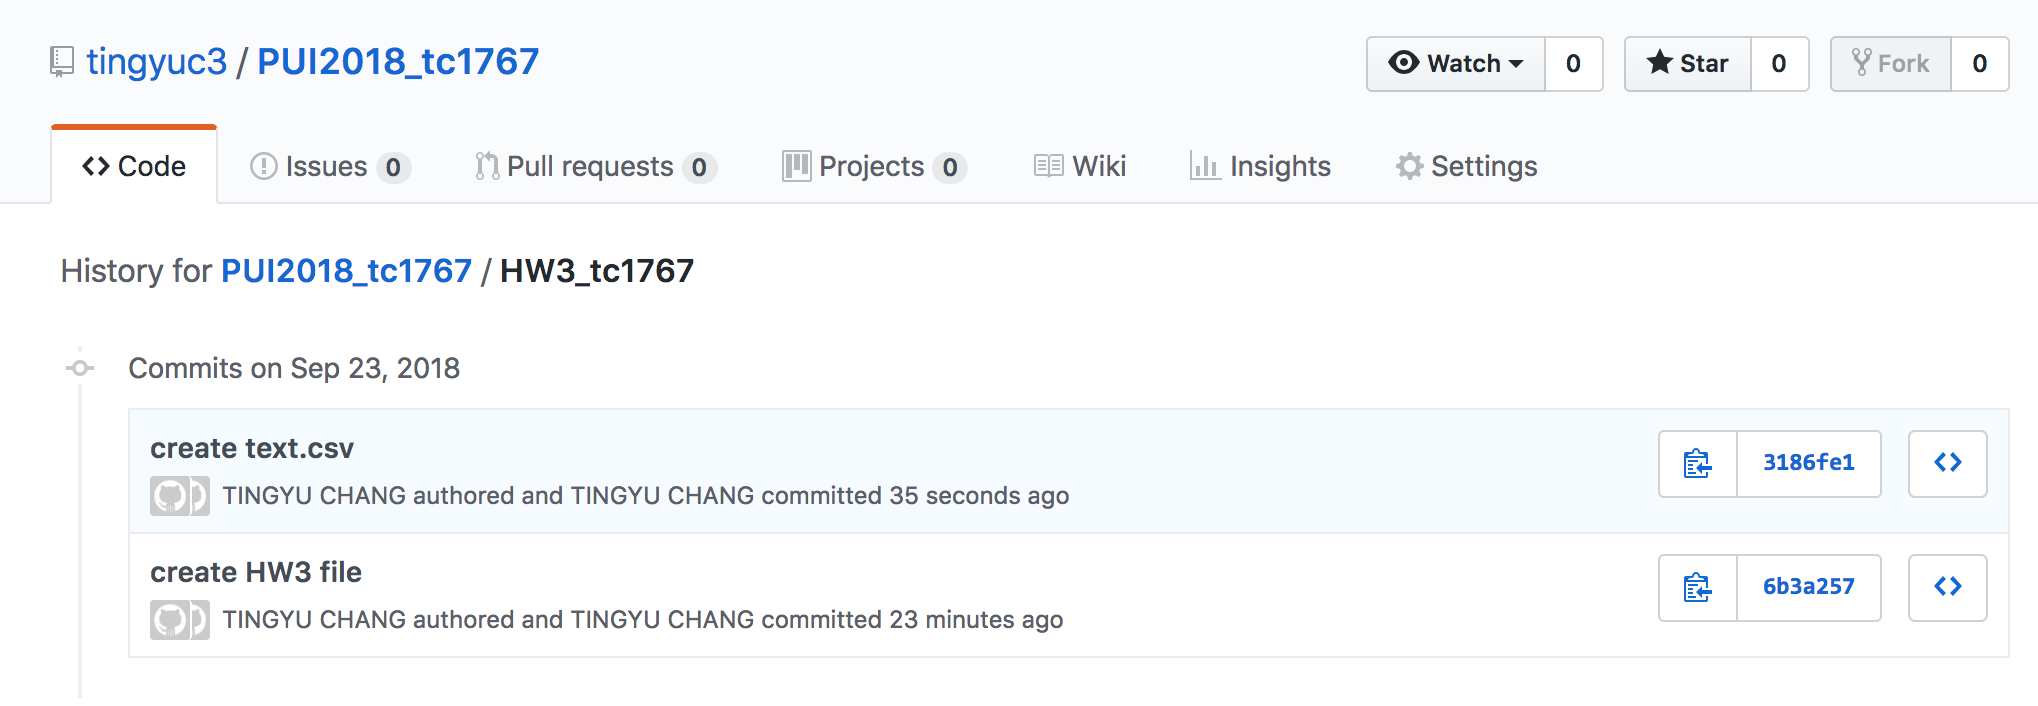 tingyuc3 / PUI2018_tc1767
Watch 0 Star 0 Fork 0
Code Issues 0 Pull requests 0 Projects 0 Wiki Insights Settings
History for PUI2018_tc1767 / HW3_tc1767
Commits on Sep 23, 2018
create text.csv
TINGYU CHANG authored and TINGYU CHANG committed 35 seconds ago
3186fe1
create HW3 file
TINGYU CHANG authored and TINGYU CHANG committed 23 minutes ago
6b3a257